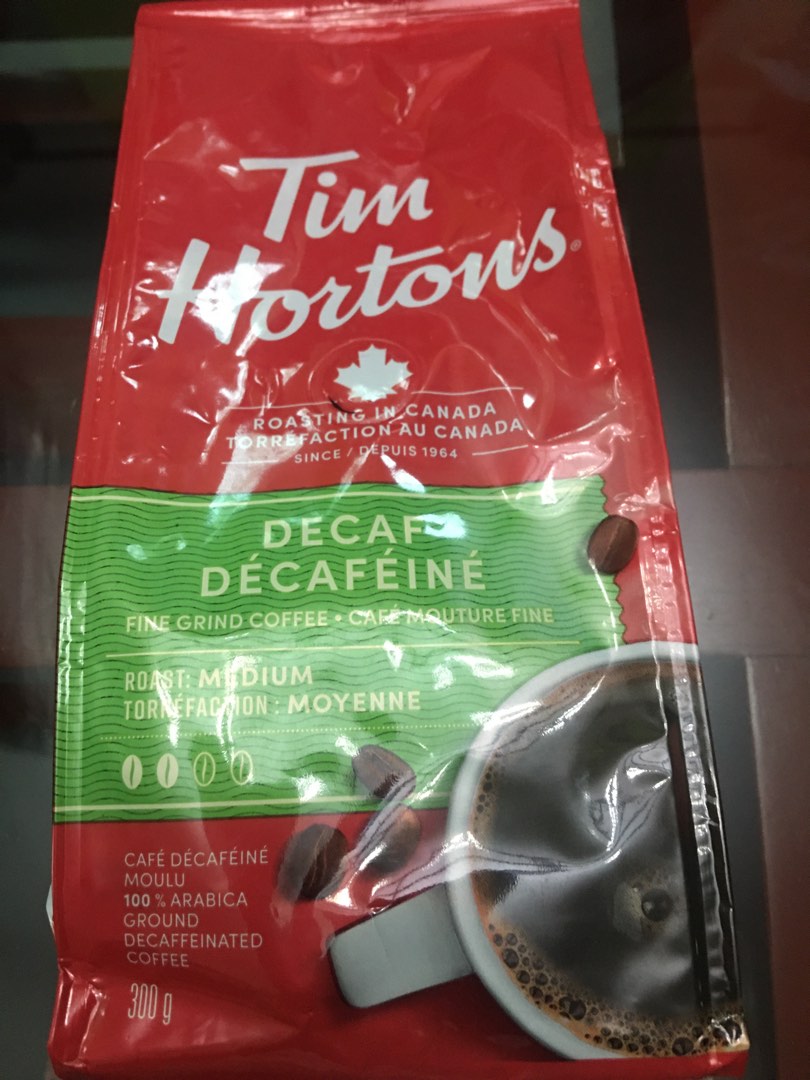 Tim
Hortons®
ROASTING IN CANADA
TORRÉFACTION AU CANADA
SINCE / DEPUIS 1964
DECAF
DÉCAFÉINÉ
FINE GRIND COFFEE • CAFÉ MOUTURE FINE
ROAST: MEDIUM
TORRÉFACTION : MOYENNE
CAFÉ DÉCAFÉINÉ
MOULU
100 % ARABICA
GROUND
DECAFFEINATED
COFFEE
300 g